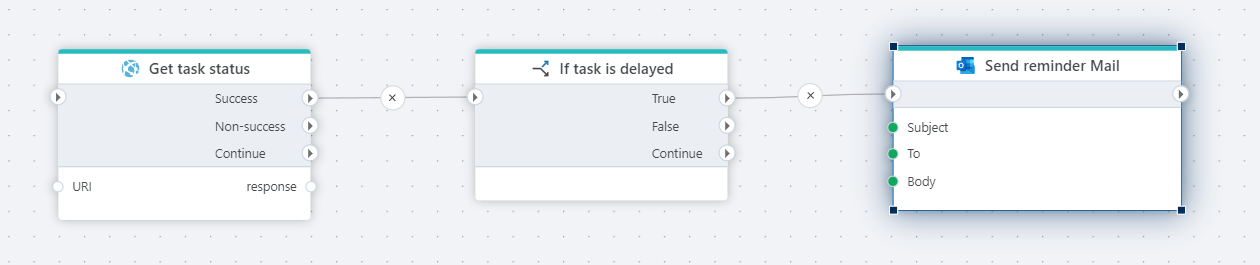 Get task status
Success
Non-success
Continue
URI
response
If task is delayed
True
False
Continue
Send reminder Mail
Subject
To
Body